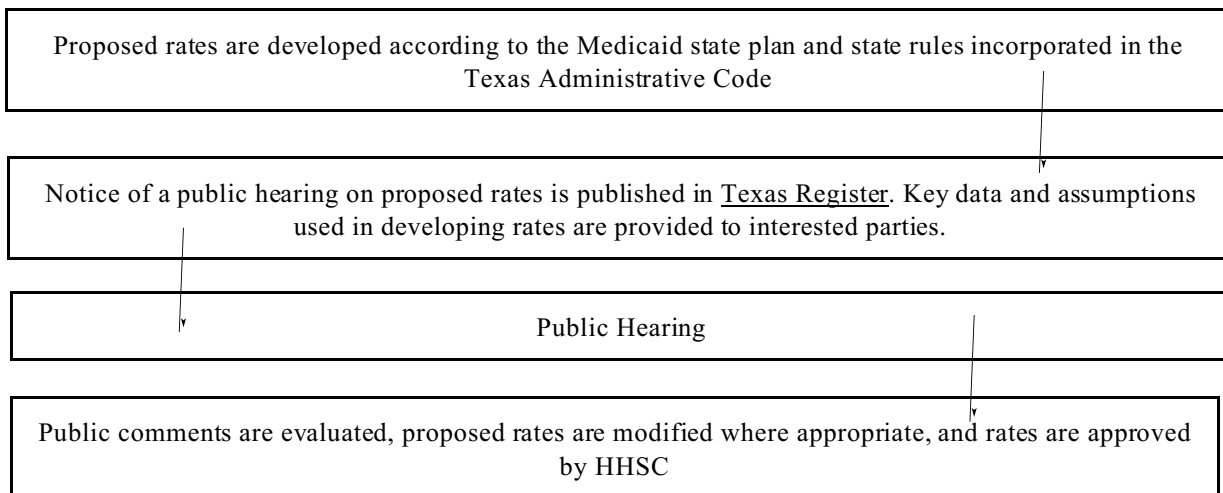 Proposed rates are developed according to the Medicaid state plan and state rules incorporated in the
Texas Administrative Code
Notice of a public hearing on proposed rates is published in Texas Register. Key data and assumptions
used in developing rates are provided to interested parties.
Public Hearing
Public comments are evaluated, proposed rates are modified where appropriate, and rates are approved
by HHSC